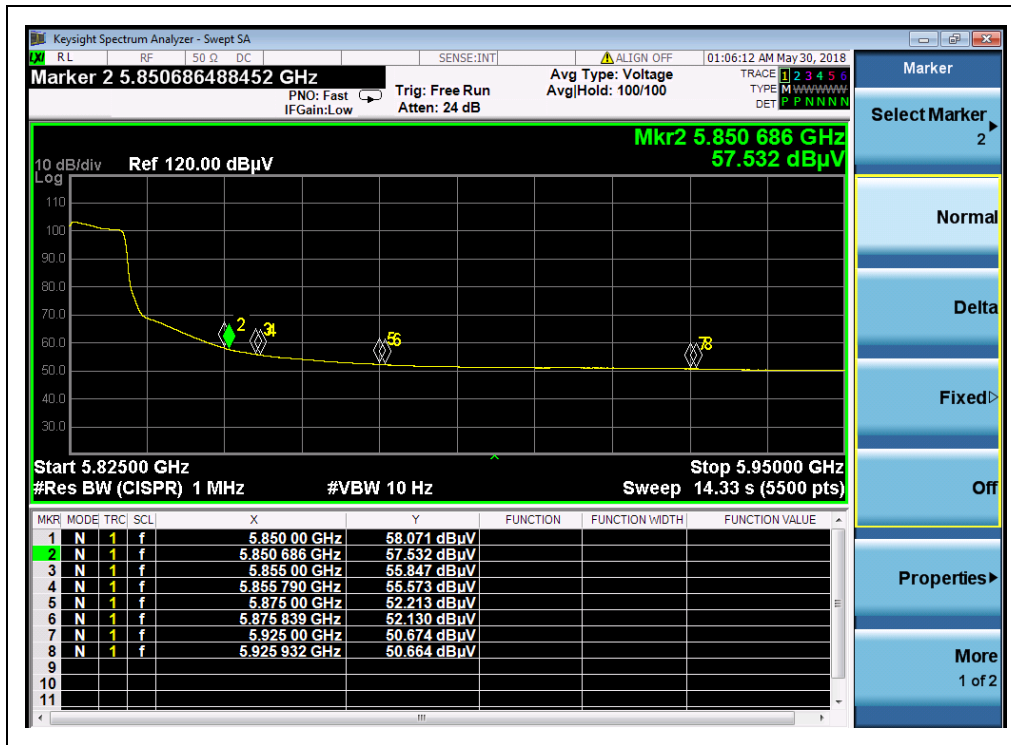 Keysight Spectrum Analyzer - Swept SA
LXI RL RF 50 Ω DC SENSE:INT ALIGN OFF 01:06:12 AM May 30, 2018
Marker 2 5.850686488452 GHz
PNO: Fast
IFGain:Low
Trig: Free Run
Atten: 24 dB
Avg Type: Voltage
Avg|Hold: 100/100
TRACE 1 2 3 4 5 6
TYPE M WWWWW
DET P P N N N N
Mkr2 5.850 686 GHz
57.532 dBµV
10 dB/div Ref 120.00 dBµV
Log
110
100
90.0
80.0
70.0
60.0
50.0
40.0
30.0
2
3 4
5 6
7 8
Start 5.82500 GHz Stop 5.95000 GHz
#Res BW (CISPR) 1 MHz #VBW 10 Hz Sweep 14.33 s (5500 pts)
MKR MODE TRC SCL X Y FUNCTION FUNCTION WIDTH FUNCTION VALUE
1 N 1 f 5.850 00 GHz 58.071 dBµV
2 N 1 f 5.850 686 GHz 57.532 dBµV
3 N 1 f 5.855 00 GHz 55.847 dBµV
4 N 1 f 5.855 790 GHz 55.573 dBµV
5 N 1 f 5.875 00 GHz 52.213 dBµV
6 N 1 f 5.875 839 GHz 52.130 dBµV
7 N 1 f 5.925 00 GHz 50.674 dBµV
8 N 1 f 5.925 932 GHz 50.664 dBµV
9
10
11
Marker
Select Marker
2
Normal
Delta
Fixed
Off
Properties
More
1 of 2